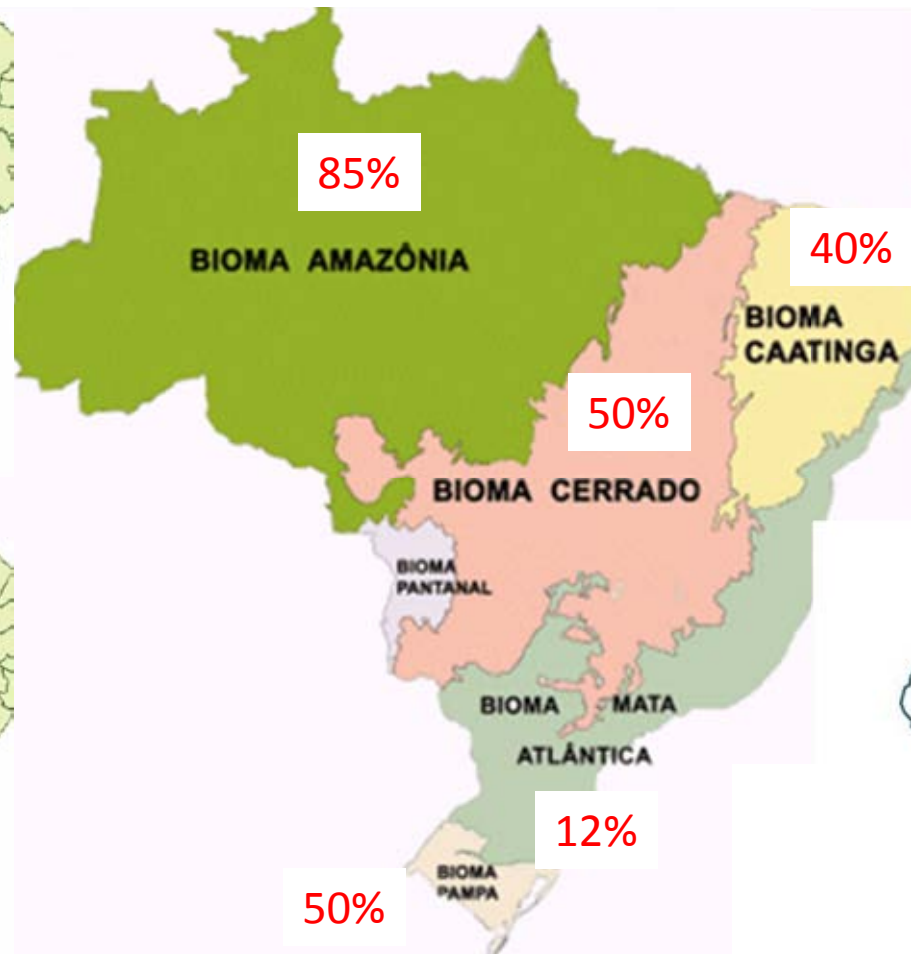 85%
BIOMA AMAZÔNIA
40%
BIOMA
CAATINGA
50%
BIOMA CERRADO
BIOMA
PANTANAL
BIOMA MATA
ATLÂNTICA
12%
BIOMA
PAMPA
50%